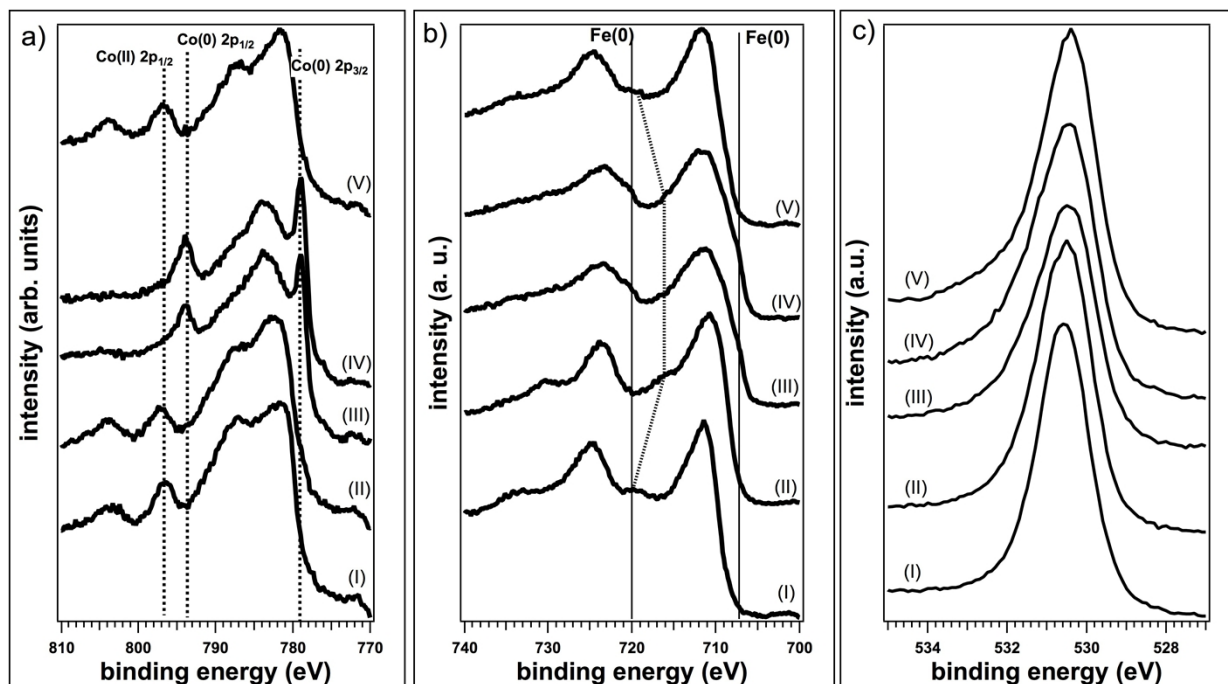 a)
Co(II) 2p1/2
Co(0) 2p1/2
Co(0) 2p3/2
(V)
(IV)
(III)
(II)
(I)
intensity (arb. units)
810 800 790 780 770
binding energy (eV)
b)
Fe(0)
Fe(0)
(V)
(IV)
(III)
(II)
(I)
intensity (a. u.)
740 730 720 710 700
binding energy (eV)
c)
(V)
(IV)
(III)
(II)
(I)
intensity (a.u.)
534 532 530 528
binding energy (eV)